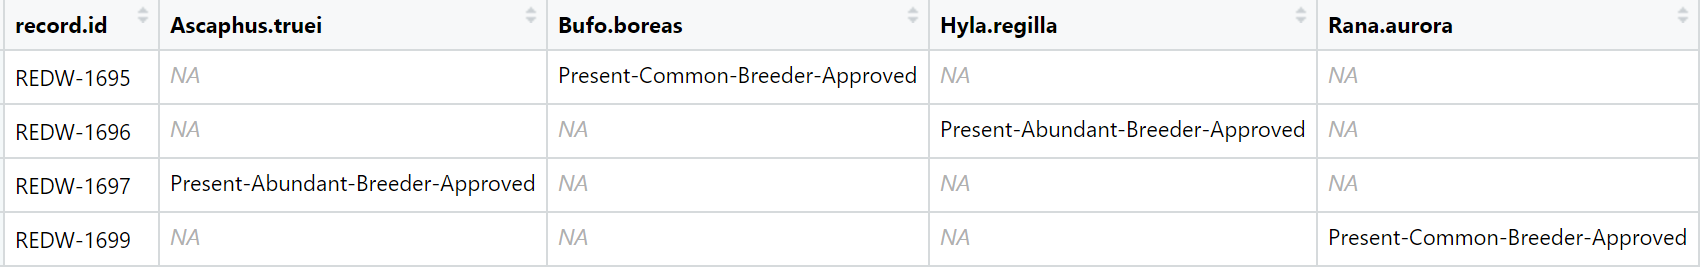 record.id Ascaphus.truei Bufo.boreas Hyla.regilla Rana.aurora
REDW-1695 NA Present-Common-Breeder-Approved NA NA
REDW-1696 NA NA Present-Abundant-Breeder-Approved NA
REDW-1697 Present-Abundant-Breeder-Approved NA NA NA
REDW-1699 NA NA NA Present-Common-Breeder-Approved